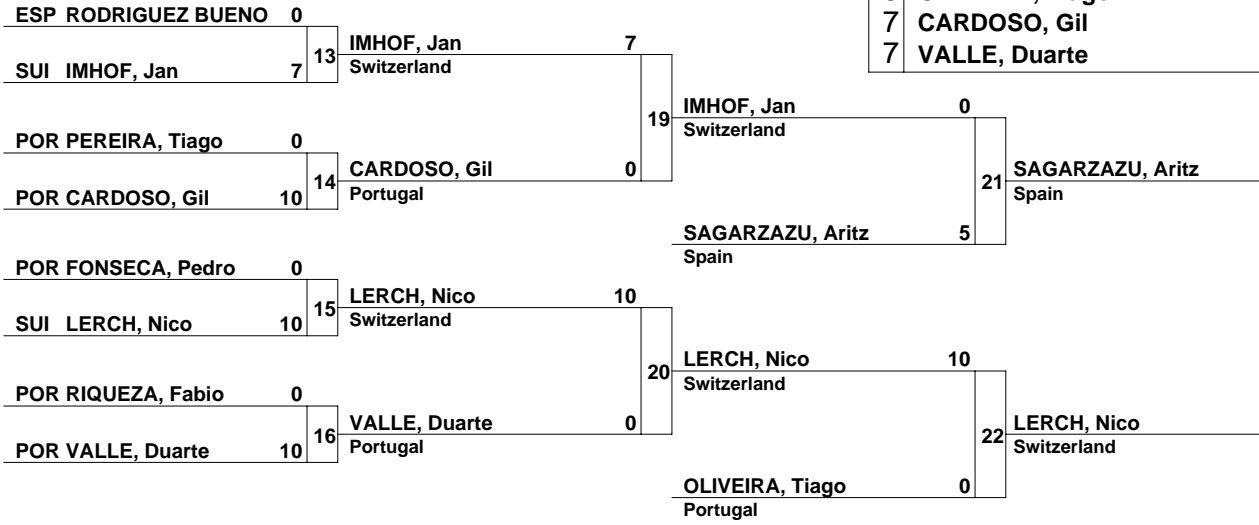 7 CARDOSO, Gil
7 VALLE, Duarte
ESP RODRIGUEZ BUENO 0
SUI IMHOF, Jan 7
13
IMHOF, Jan 7
Switzerland
POR PEREIRA, Tiago 0
POR CARDOSO, Gil 10
14
CARDOSO, Gil 0
Portugal
19
IMHOF, Jan 0
Switzerland
SAGARZAZU, Aritz 5
Spain
21
SAGARZAZU, Aritz
Spain
POR FONSECA, Pedro 0
SUI LERCH, Nico 10
15
LERCH, Nico 10
Switzerland
POR RIQUEZA, Fabio 0
POR VALLE, Duarte 10
16
VALLE, Duarte 0
Portugal
20
LERCH, Nico 10
Switzerland
OLIVEIRA, Tiago 0
Portugal
22
LERCH, Nico
Switzerland